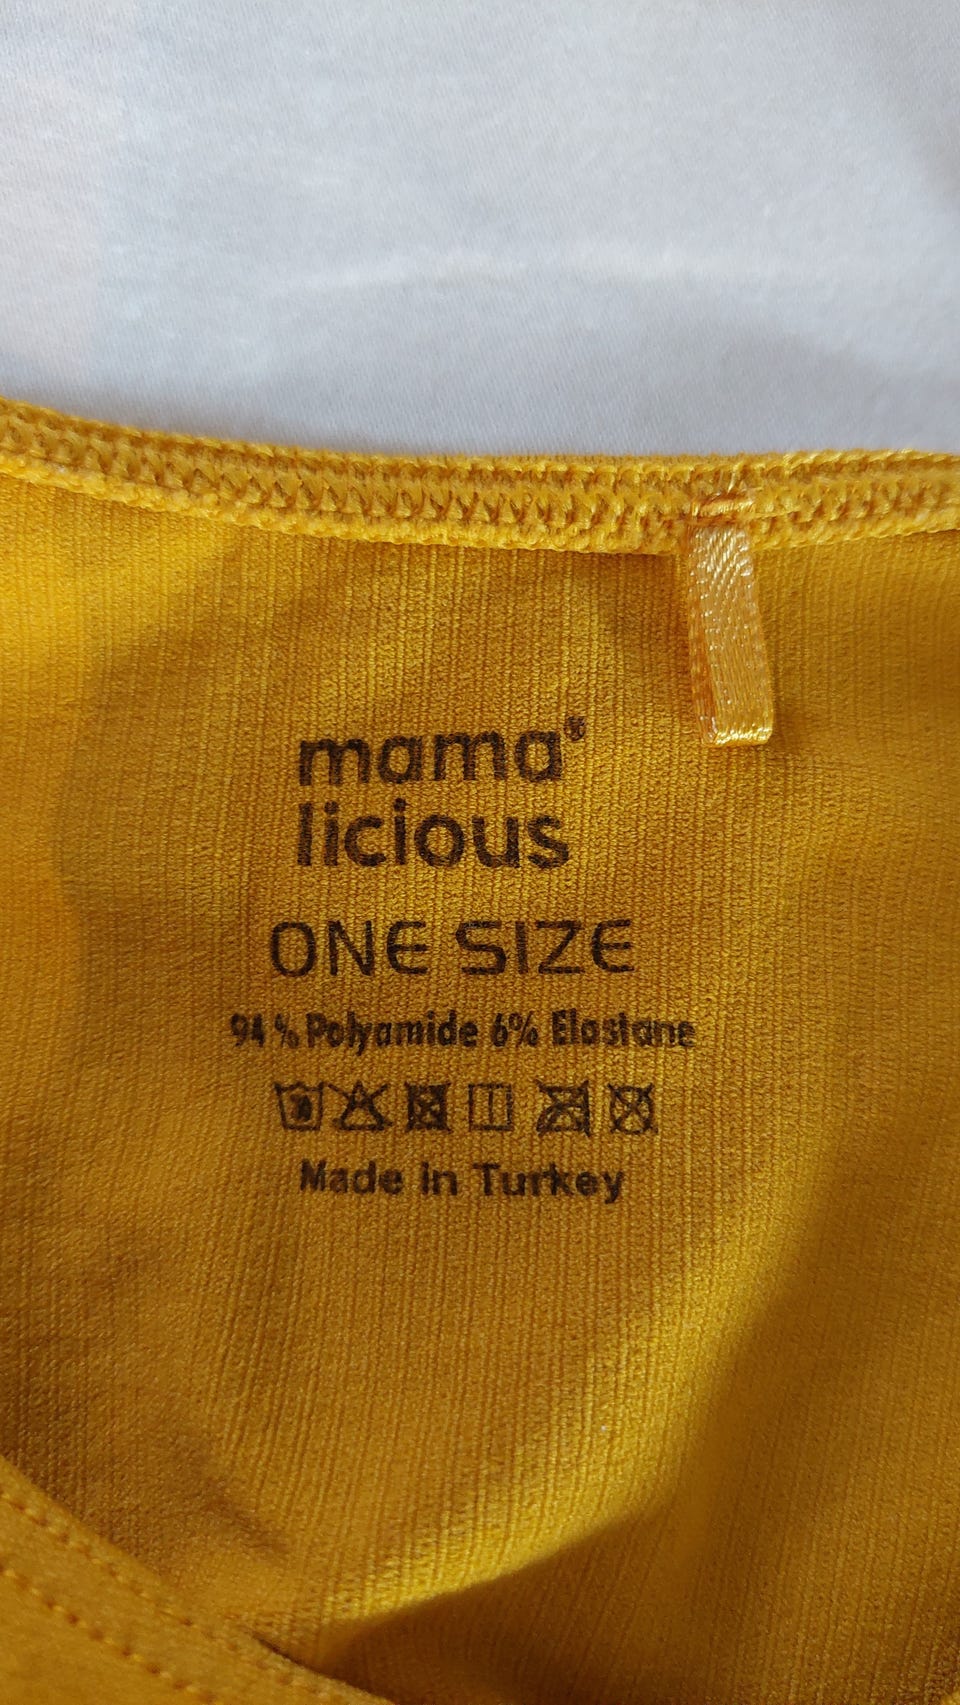 mama®
licious
ONE SIZE
94 % Polyamide 6% Elastane
Made in Turkey